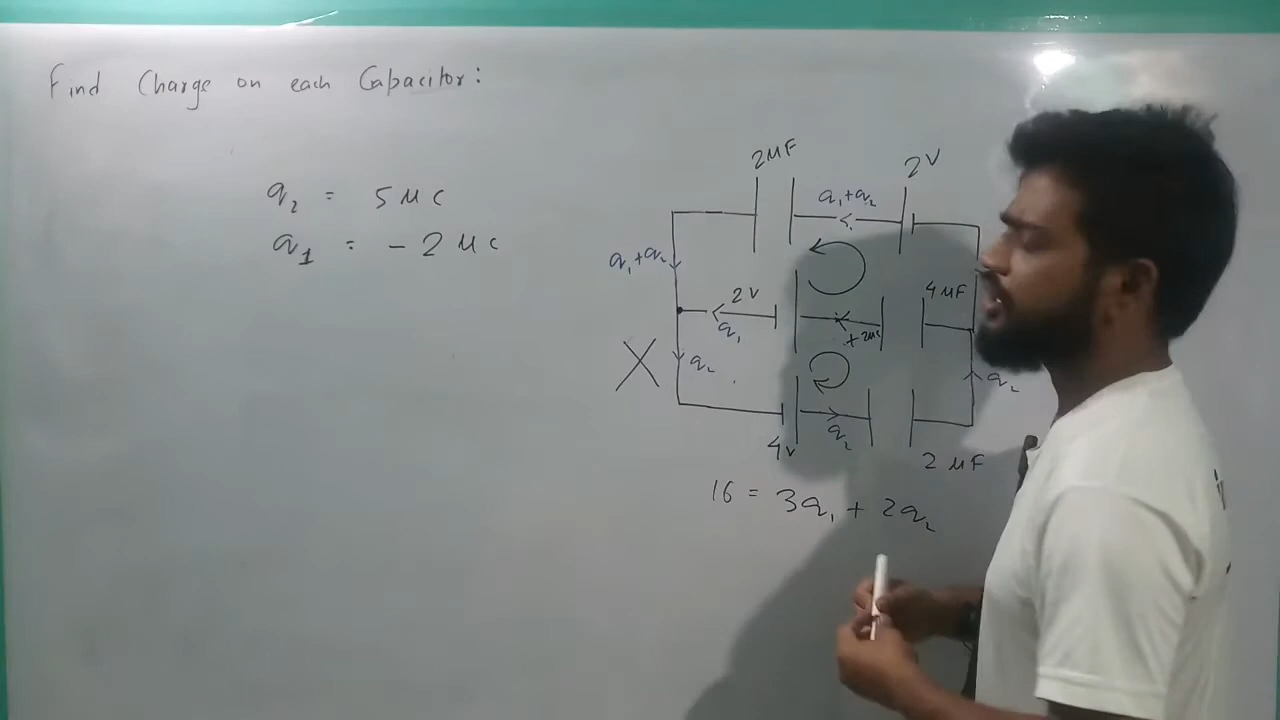 Find Charge on each Capacitor:
q₂ = 5 μc
q₁ = - 2 μc
2μF
2V
q₁+q₂
q₁+q₂
2V
4μF
q₁
+2μc
q₂
q₂
q₂
4v
2 μF
16 = 3q₁ + 2q₂